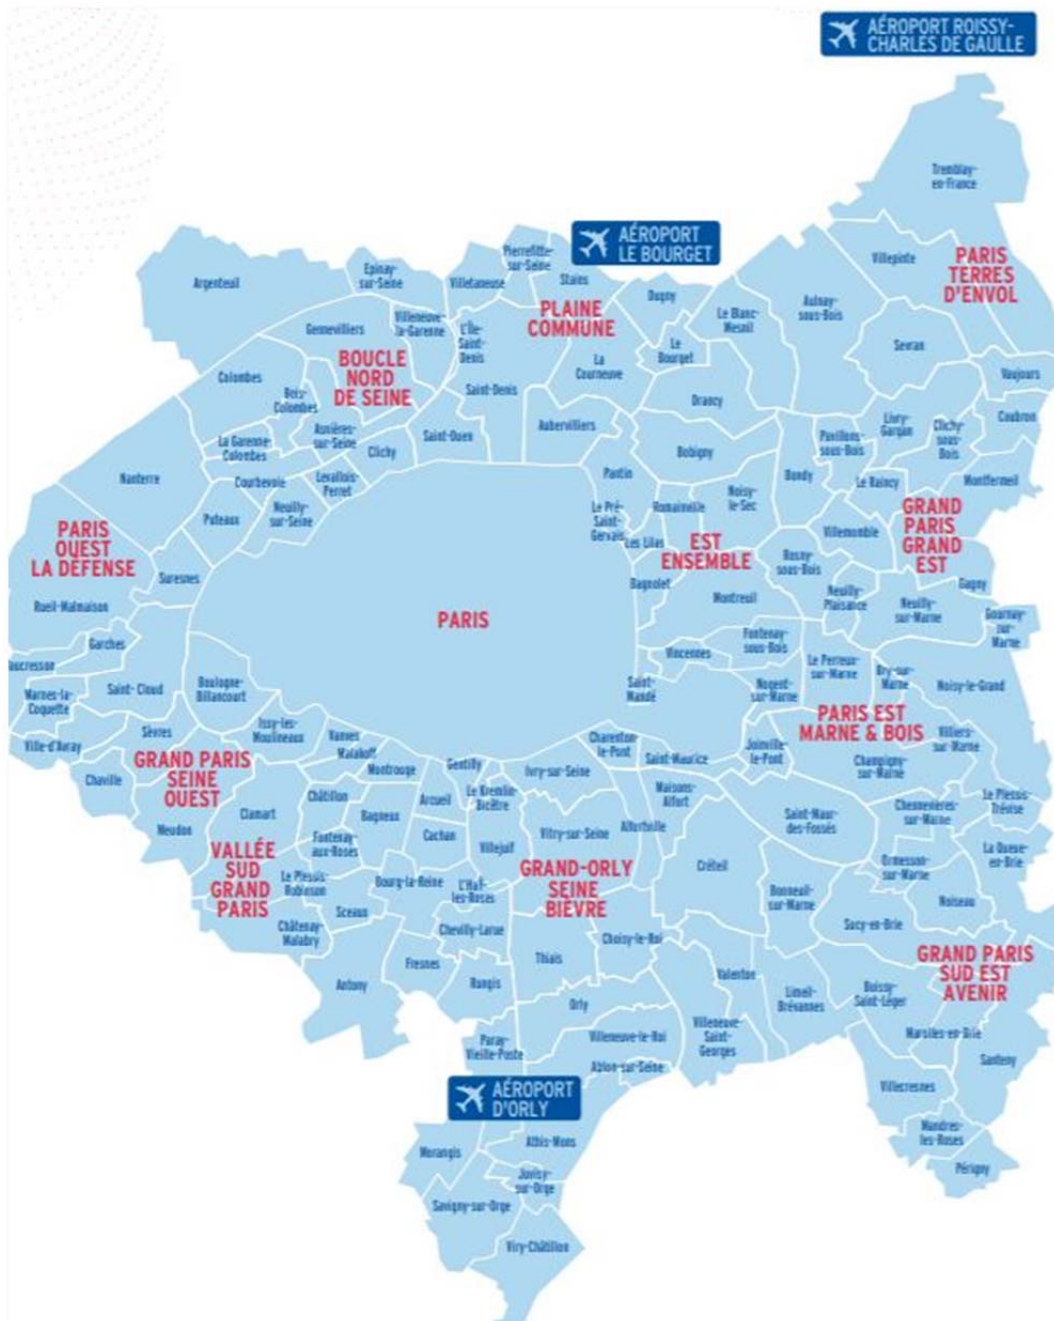 AÉROPORT ROISSY-
CHARLES DE GAULLE
Tremblay-
en-France
AÉROPORT
LE BOURGET
Pierrefitte-
sur-Seine
Villepinte
PARIS
TERRES
D'ENVOL
Argenteuil
Epinay-
sur-Seine
Villetaneuse
Stains
Dugny
Aulnay-
sous-Bois
PLAINE
COMMUNE
Gennevilliers
Villeneuve-
la-Garenne
L'Île-
Saint-
Denis
Le Blanc-
Mesnil
Le
Bourget
Sevran
BOUCLE
NORD
DE SEINE
La
Courneuve
Vaujours
Colombes
Bois-
Colombes
Saint-Denis
Drancy
Asnières-
sur-Seine
Saint-Ouen
Aubervilliers
Livry-
Gargan
Clichy-
sous-
Bois
Coubron
La Garenne-
Colombes
Clichy
Bobigny
Pavillons-
sous-Bois
Nanterre
Courbevoie
Levallois-
Perret
Pantin
Bondy
Le Raincy
Montfermeil
Puteaux
Neuilly-
sur-Seine
Le Pré-
Saint-
Gervais
Romainville
Noisy-
le-Sec
GRAND
PARIS
GRAND
EST
PARIS
OUEST
LA DÉFENSE
Les Lilas
EST
ENSEMBLE
Villemomble
Suresnes
Bagnolet
Rosny-
sous-Bois
Gagny
Rueil-Malmaison
PARIS
Montreuil
Neuilly-
Plaisance
Neuilly-
sur-Marne
Gournay-
sur-
Marne
Garches
Vincennes
Fontenay-
sous-Bois
Le Perreux-
sur-Marne
Bry-sur-
Marne
Noisy-le-Grand
Saint- Cloud
Boulogne-
Billancourt
Saint-
Mandé
Nogent-
sur-Marne
Marnes-la-
Coquette
PARIS EST
MARNE & BOIS
Ville-d'Avray
Sèvres
Issy-les-
Moulineaux
Vanves
Malakoff
Charenton-
le-Pont
Saint-Maurice
Joinville-
le-Pont
Villiers-
sur-Marne
GRAND PARIS
SEINE
OUEST
Montrouge
Gentilly
Ivry-sur-Seine
Champigny-
sur-Marne
Chaville
Châtillon
Le Kremlin-
Bicêtre
Maisons-
Alfort
Le Plessis-
Trévise
Meudon
Clamart
Bagneux
Arcueil
Chennevières-
sur-Marne
Saint-Maur-
des-Fossés
Fontenay-
aux-Roses
Cachan
Villejuif
Vitry-sur-Seine
Alfortville
La Queue-
en-Brie
VALLÉE
SUD
GRAND
PARIS
Le Plessis-
Robinson
Bourg-la-Reine
L'Haÿ-
les-Roses
GRAND-ORLY
SEINE
BIÈVRE
Créteil
Bonneuil-
sur-Marne
Ormesson-
sur-Marne
Noiseau
Sceaux
Châtenay-
Malabry
Chevilly-Larue
Choisy-le-Roi
Sucy-en-Brie
Antony
Fresnes
Rungis
Thiais
Valenton
Limeil-
Brévannes
Boissy-
Saint-Léger
GRAND PARIS
SUD EST
AVENIR
Orly
Villeneuve-le-Roi
Villeneuve-
Saint-
Georges
Marolles-en-Brie
Santeny
Paray-
Vieille-Poste
Ablon-sur-Seine
Villecresnes
AÉROPORT
D'ORLY
Mandres-
les-Roses
Périgny
Morangis
Athis-Mons
Juvisy-
sur-Orge
Savigny-sur-Orge
Viry-Châtillon